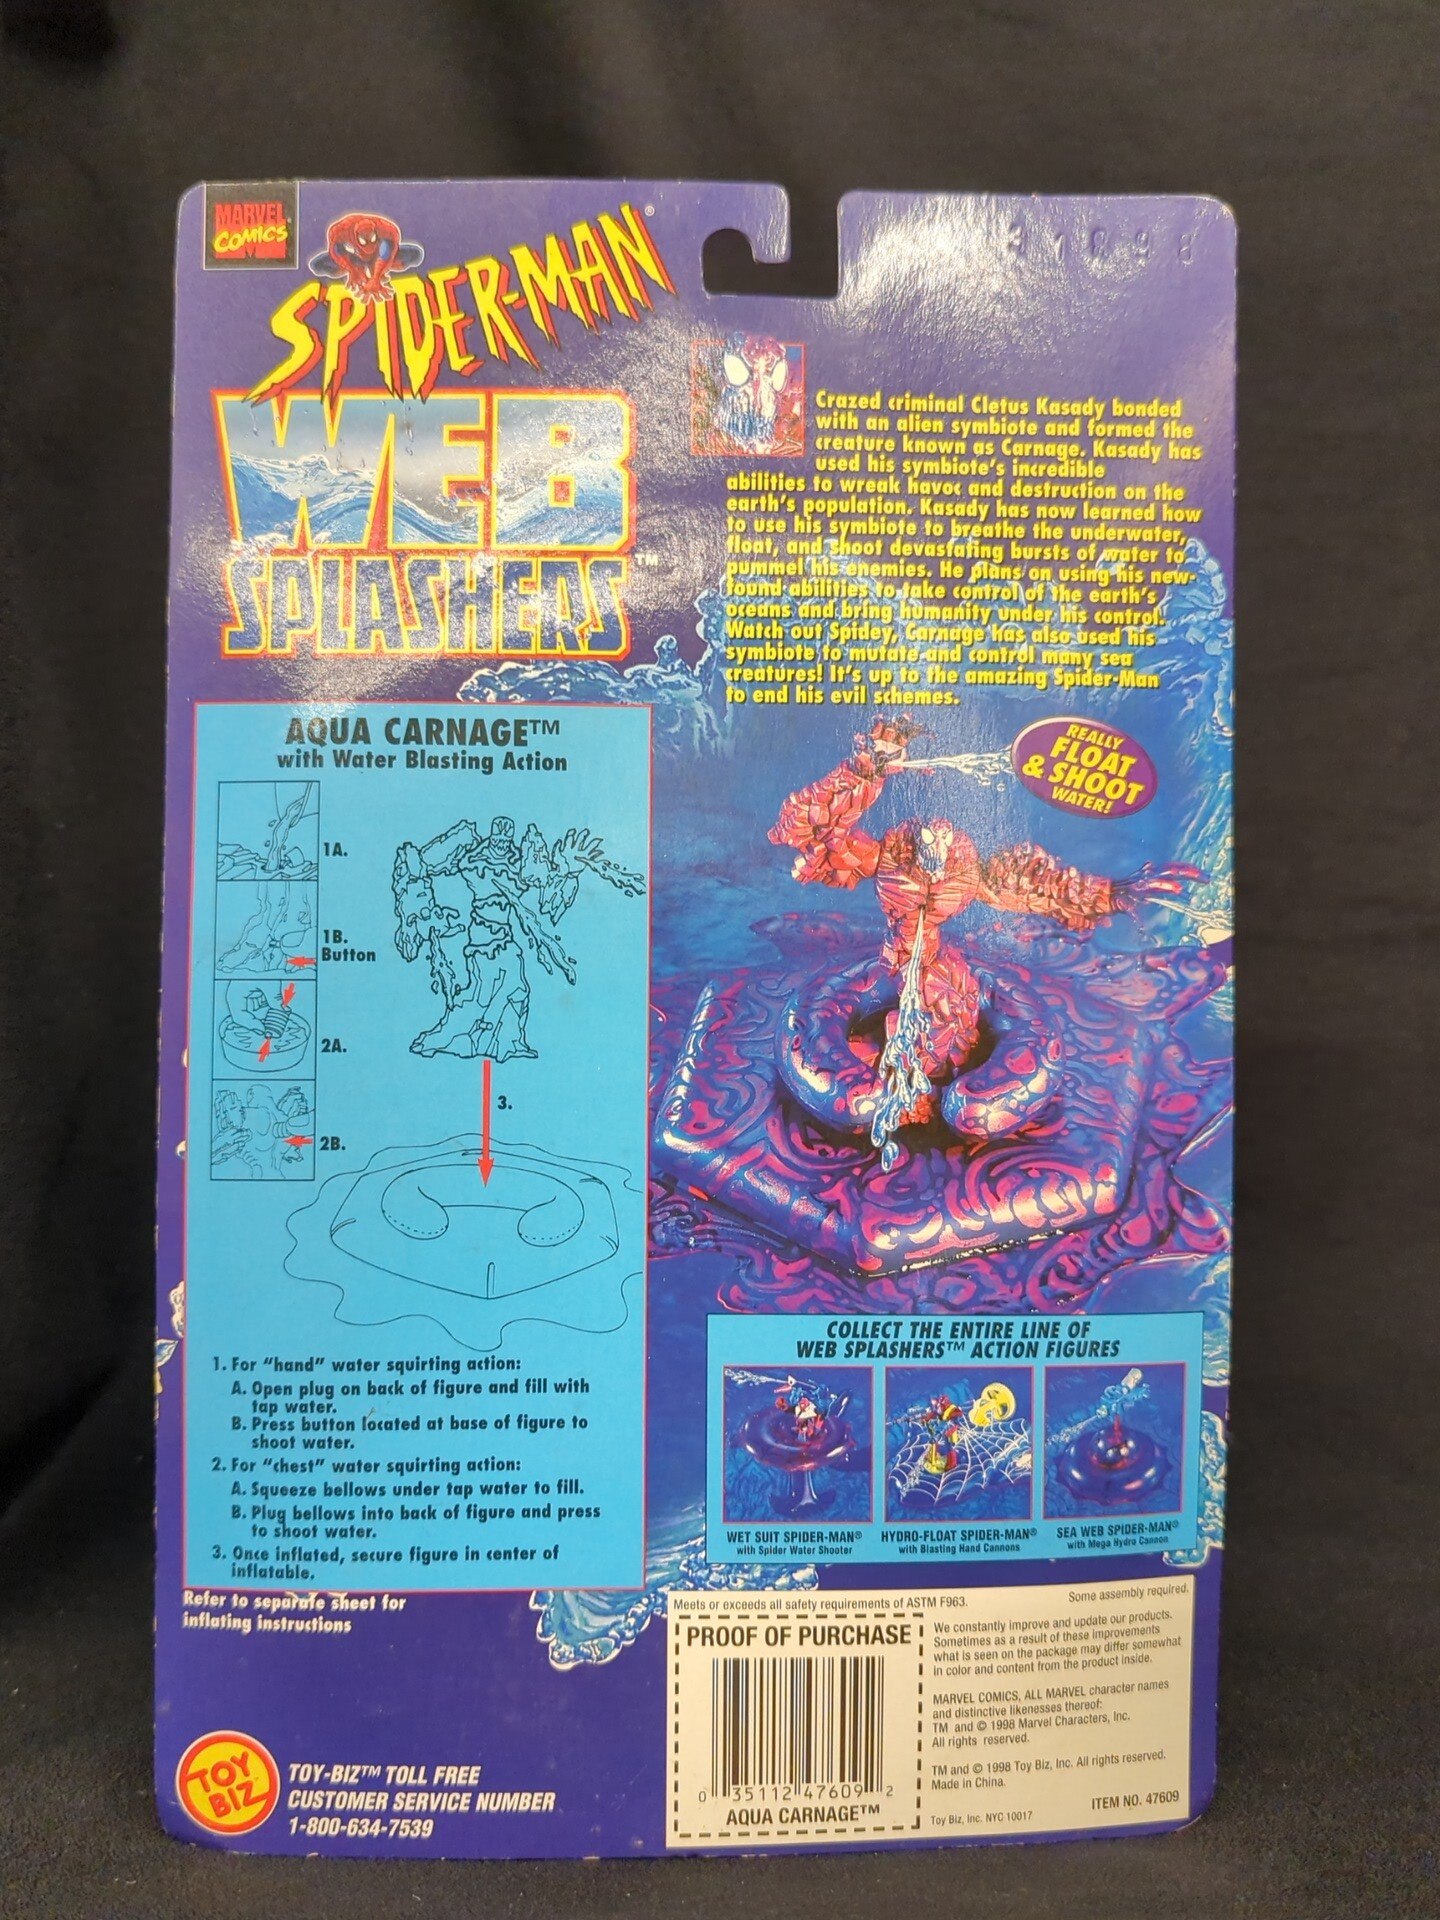 MARVEL
COMICS
SPIDER-MAN®
WEB
SPLASHERS™
Crazed criminal Cletus Kasady bonded
with an alien symbiote and formed the
creature known as Carnage. Kasady has
used his symbiote's incredible
abilities to wreak havoc and destruction on the
earth's population. Kasady has now learned how
to use his symbiote to breathe the underwater,
float, and shoot devastating bursts of water to
pummel his enemies. He plans on using his new-
found abilities to take control of the earth's
oceans and bring humanity under his control.
Watch out Spidey, Carnage has also used his
symbiote to mutate and control many sea
creatures! It's up to the amazing Spider-Man
to end his evil schemes.
REALLY
FLOAT
& SHOOT
WATER!
AQUA CARNAGE™
with Water Blasting Action
1A.
1B.
Button
2A.
2B.
3.
1. For "hand" water squirting action:
A. Open plug on back of figure and fill with
tap water.
B. Press button located at base of figure to
shoot water.
2. For "chest" water squirting action:
A. Squeeze bellows under tap water to fill.
B. Plug bellows into back of figure and press
to shoot water.
3. Once inflated, secure figure in center of
inflatable.
Refer to separate sheet for
inflating instructions
COLLECT THE ENTIRE LINE OF
WEB SPLASHERS™ ACTION FIGURES
WET SUIT SPIDER-MAN®
with Spider Water Shooter
HYDRO-FLOAT SPIDER-MAN®
with Blasting Hand Cannons
SEA WEB SPIDER-MAN®
with Mega Hydro Cannon
Meets or exceeds all safety requirements of ASTM F963.
Some assembly required.
PROOF OF PURCHASE
0 35112 47609 2
AQUA CARNAGE™
We constantly improve and update our products.
Sometimes as a result of these improvements
what is seen on the package may differ somewhat
in color and content from the product inside.
MARVEL COMICS, ALL MARVEL character names
and distinctive likenesses thereof:
TM and © 1998 Marvel Characters, Inc.
All rights reserved.
TM and © 1998 Toy Biz, Inc. All rights reserved.
Made in China.
ITEM NO. 47609
Toy Biz, Inc. NYC 10017
TOY
BIZ
TOY-BIZ™ TOLL FREE
CUSTOMER SERVICE NUMBER
1-800-634-7539